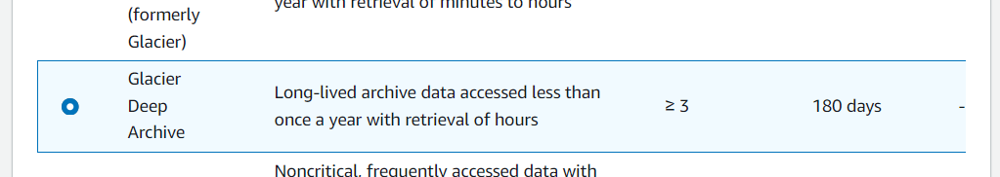 year with retrieval of minutes to hours
(formerly
Glacier)
Glacier
Deep
Archive
Long-lived archive data accessed less than
once a year with retrieval of hours
≥ 3
180 days
-
Noncritical, frequently accessed data with